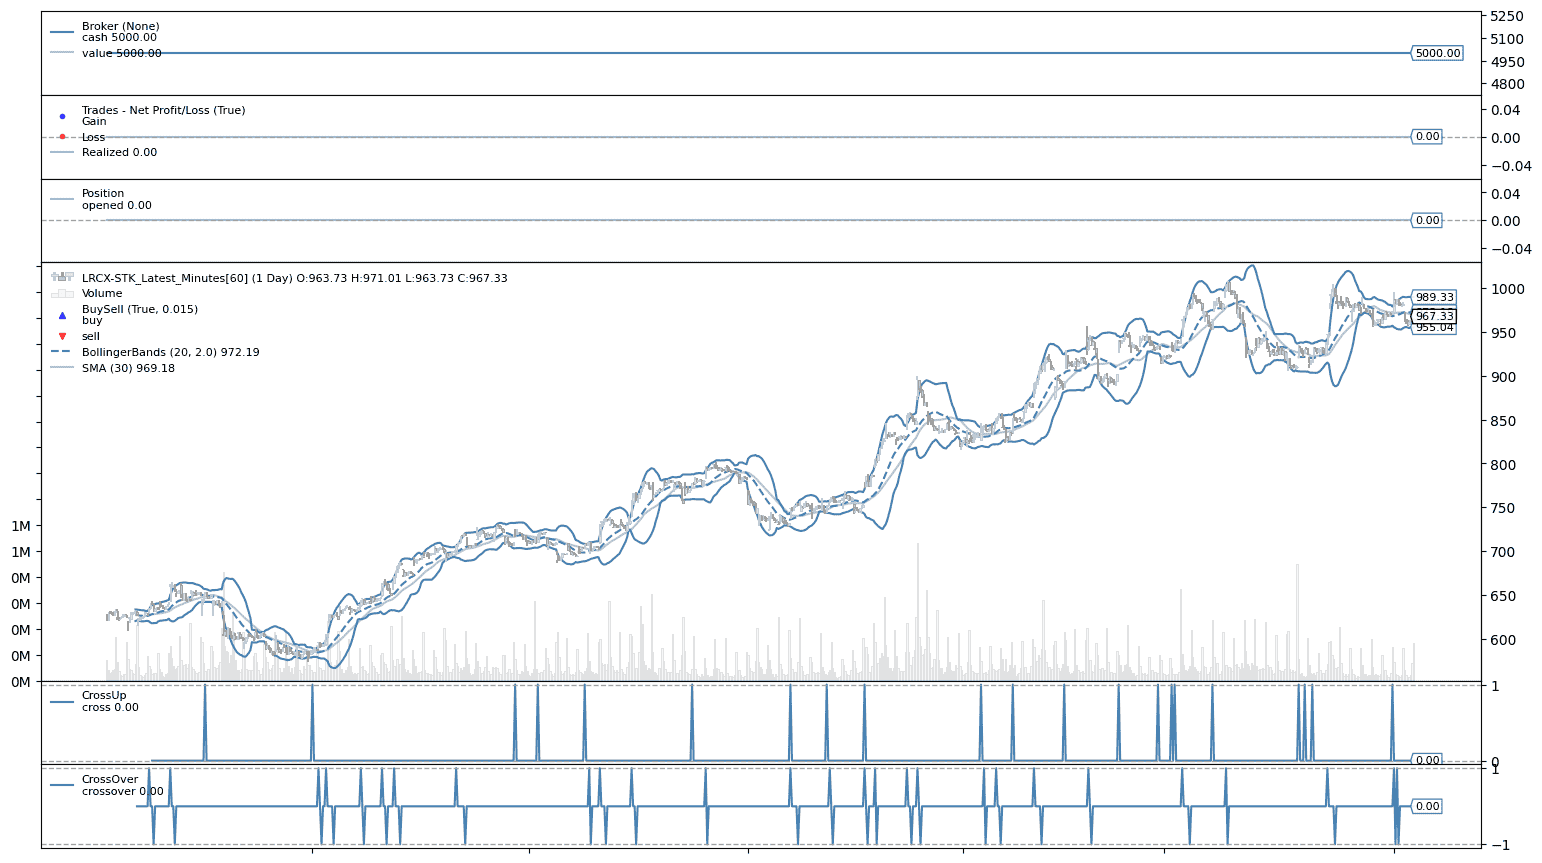 Broker (None)
cash 5000.00
value 5000.00
5250
5100
4950
4800
5000.00
Trades - Net Profit/Loss (True)
Gain
Loss
Realized 0.00
0.04
0.00
−0.04
0.00
Position
opened 0.00
0.04
0.00
−0.04
0.00
LRCX-STK_Latest_Minutes[60] (1 Day) O:963.73 H:971.01 L:963.73 C:967.33
Volume
BuySell (True, 0.015)
buy
sell
BollingerBands (20, 2.0) 972.19
SMA (30) 969.18
1000
950
900
850
800
750
700
650
600
989.33
967.33
955.04
1M
1M
0M
0M
0M
0M
0M
CrossUp
cross 0.00
1
0
0.00
CrossOver
crossover 0.00
1
−1
0.00